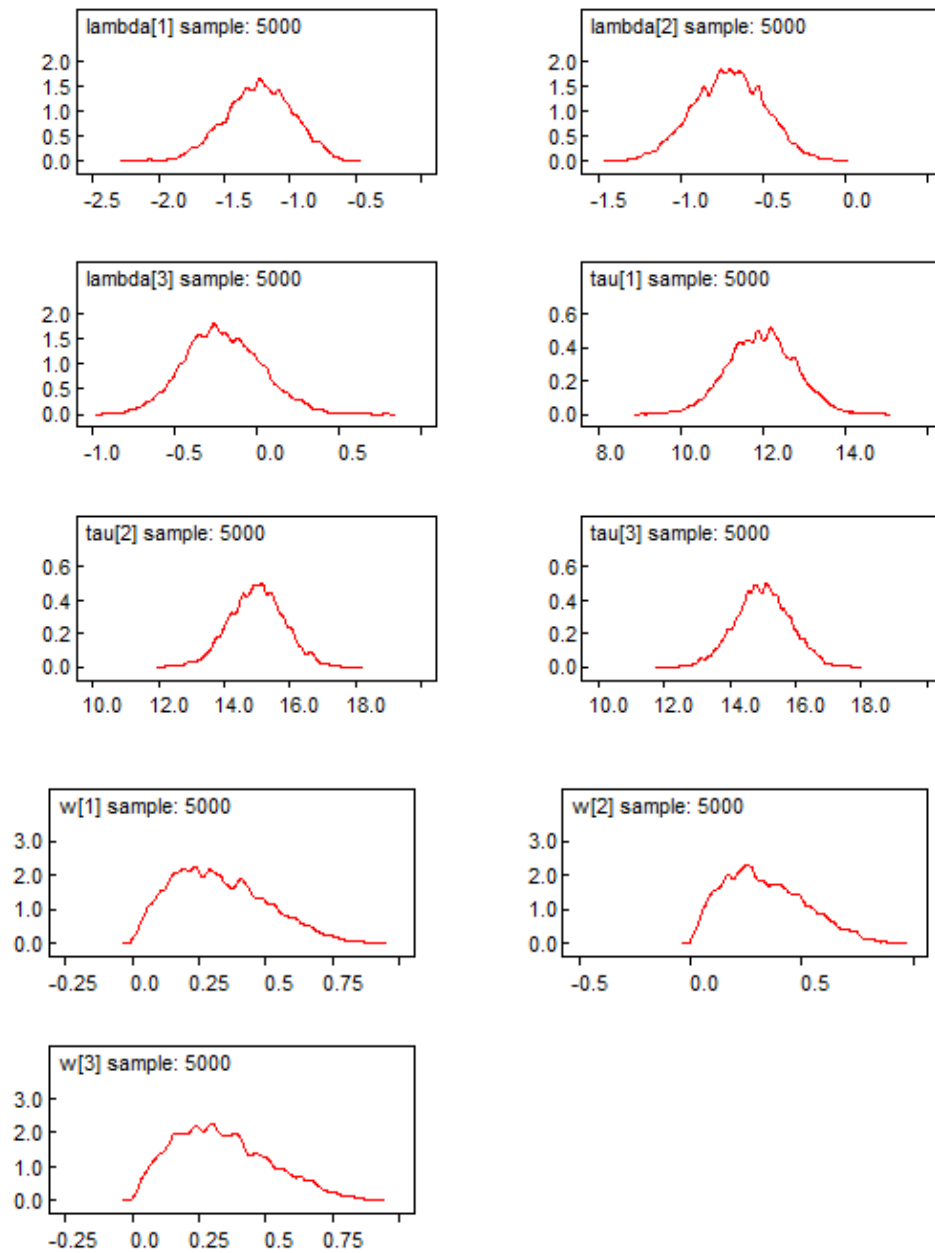 lambda[1] sample: 5000
2.0
1.5
1.0
0.5
0.0
-2.5 -2.0 -1.5 -1.0 -0.5
lambda[2] sample: 5000
2.0
1.5
1.0
0.5
0.0
-1.5 -1.0 -0.5 0.0
lambda[3] sample: 5000
2.0
1.5
1.0
0.5
0.0
-1.0 -0.5 0.0 0.5
tau[1] sample: 5000
0.6
0.4
0.2
0.0
8.0 10.0 12.0 14.0
tau[2] sample: 5000
0.6
0.4
0.2
0.0
10.0 12.0 14.0 16.0 18.0
tau[3] sample: 5000
0.6
0.4
0.2
0.0
10.0 12.0 14.0 16.0 18.0
w[1] sample: 5000
3.0
2.0
1.0
0.0
-0.25 0.0 0.25 0.5 0.75
w[2] sample: 5000
3.0
2.0
1.0
0.0
-0.5 0.0 0.5
w[3] sample: 5000
3.0
2.0
1.0
0.0
-0.25 0.0 0.25 0.5 0.75